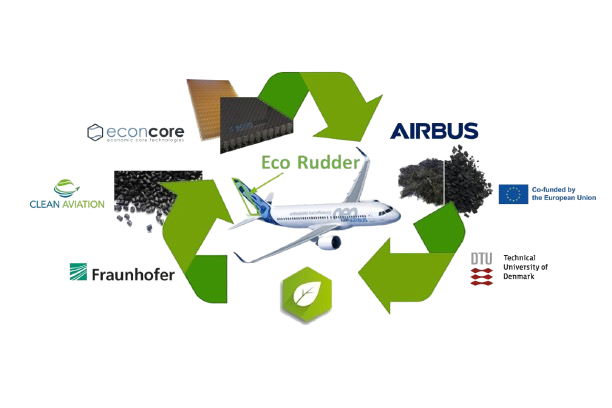 econcore
economic core technologies
AIRBUS
Eco Rudder
CLEAN AVIATION
Co-funded by
the European Union
Fraunhofer
DTU
Technical
University of
Denmark